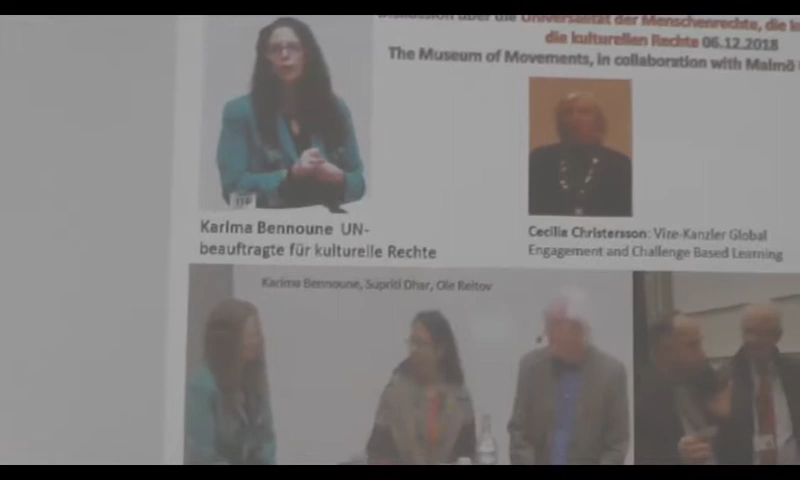 Diskussion über die Universalität der Menschenrechte, die
die kulturellen Rechte 06.12.2018
The Museum of Movements, in collaboration with Malmö
Karima Bennoune UN-
beauftragte für kulturelle Rechte
Cecilia Christersson: Vize-Kanzler Global
Engagement and Challenge Based Learning
Karima Bennoune, Supriti Dhar, Ole Reitov